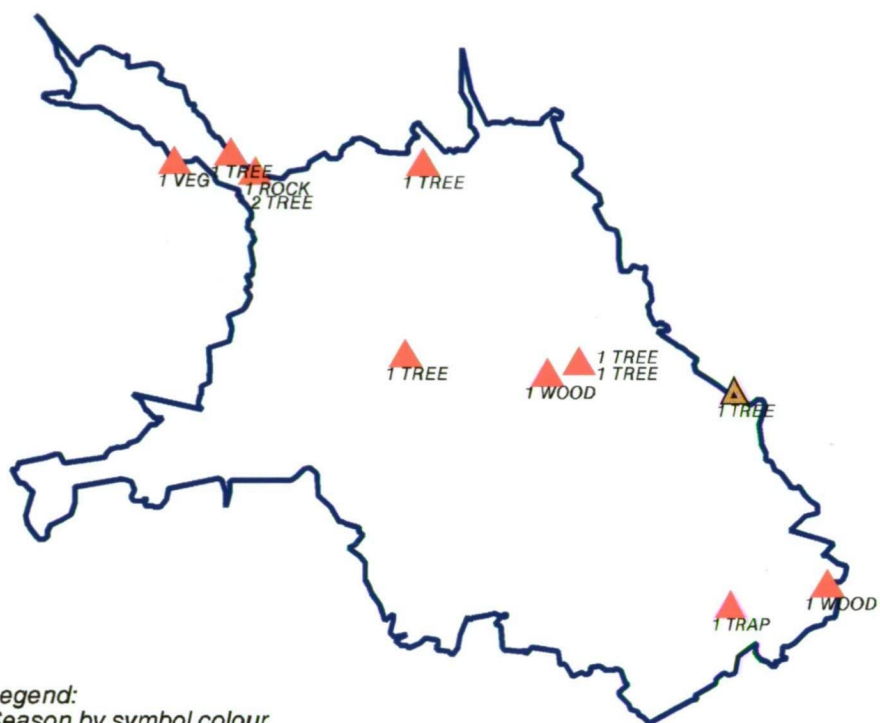 1 VEG
1 TREE
1 ROCK
2 TREE
1 TREE
1 TREE
1 TREE
1 TREE
1 WOOD
1 TREE
1 WOOD
1 TRAP
egend:
Season by symbol colour